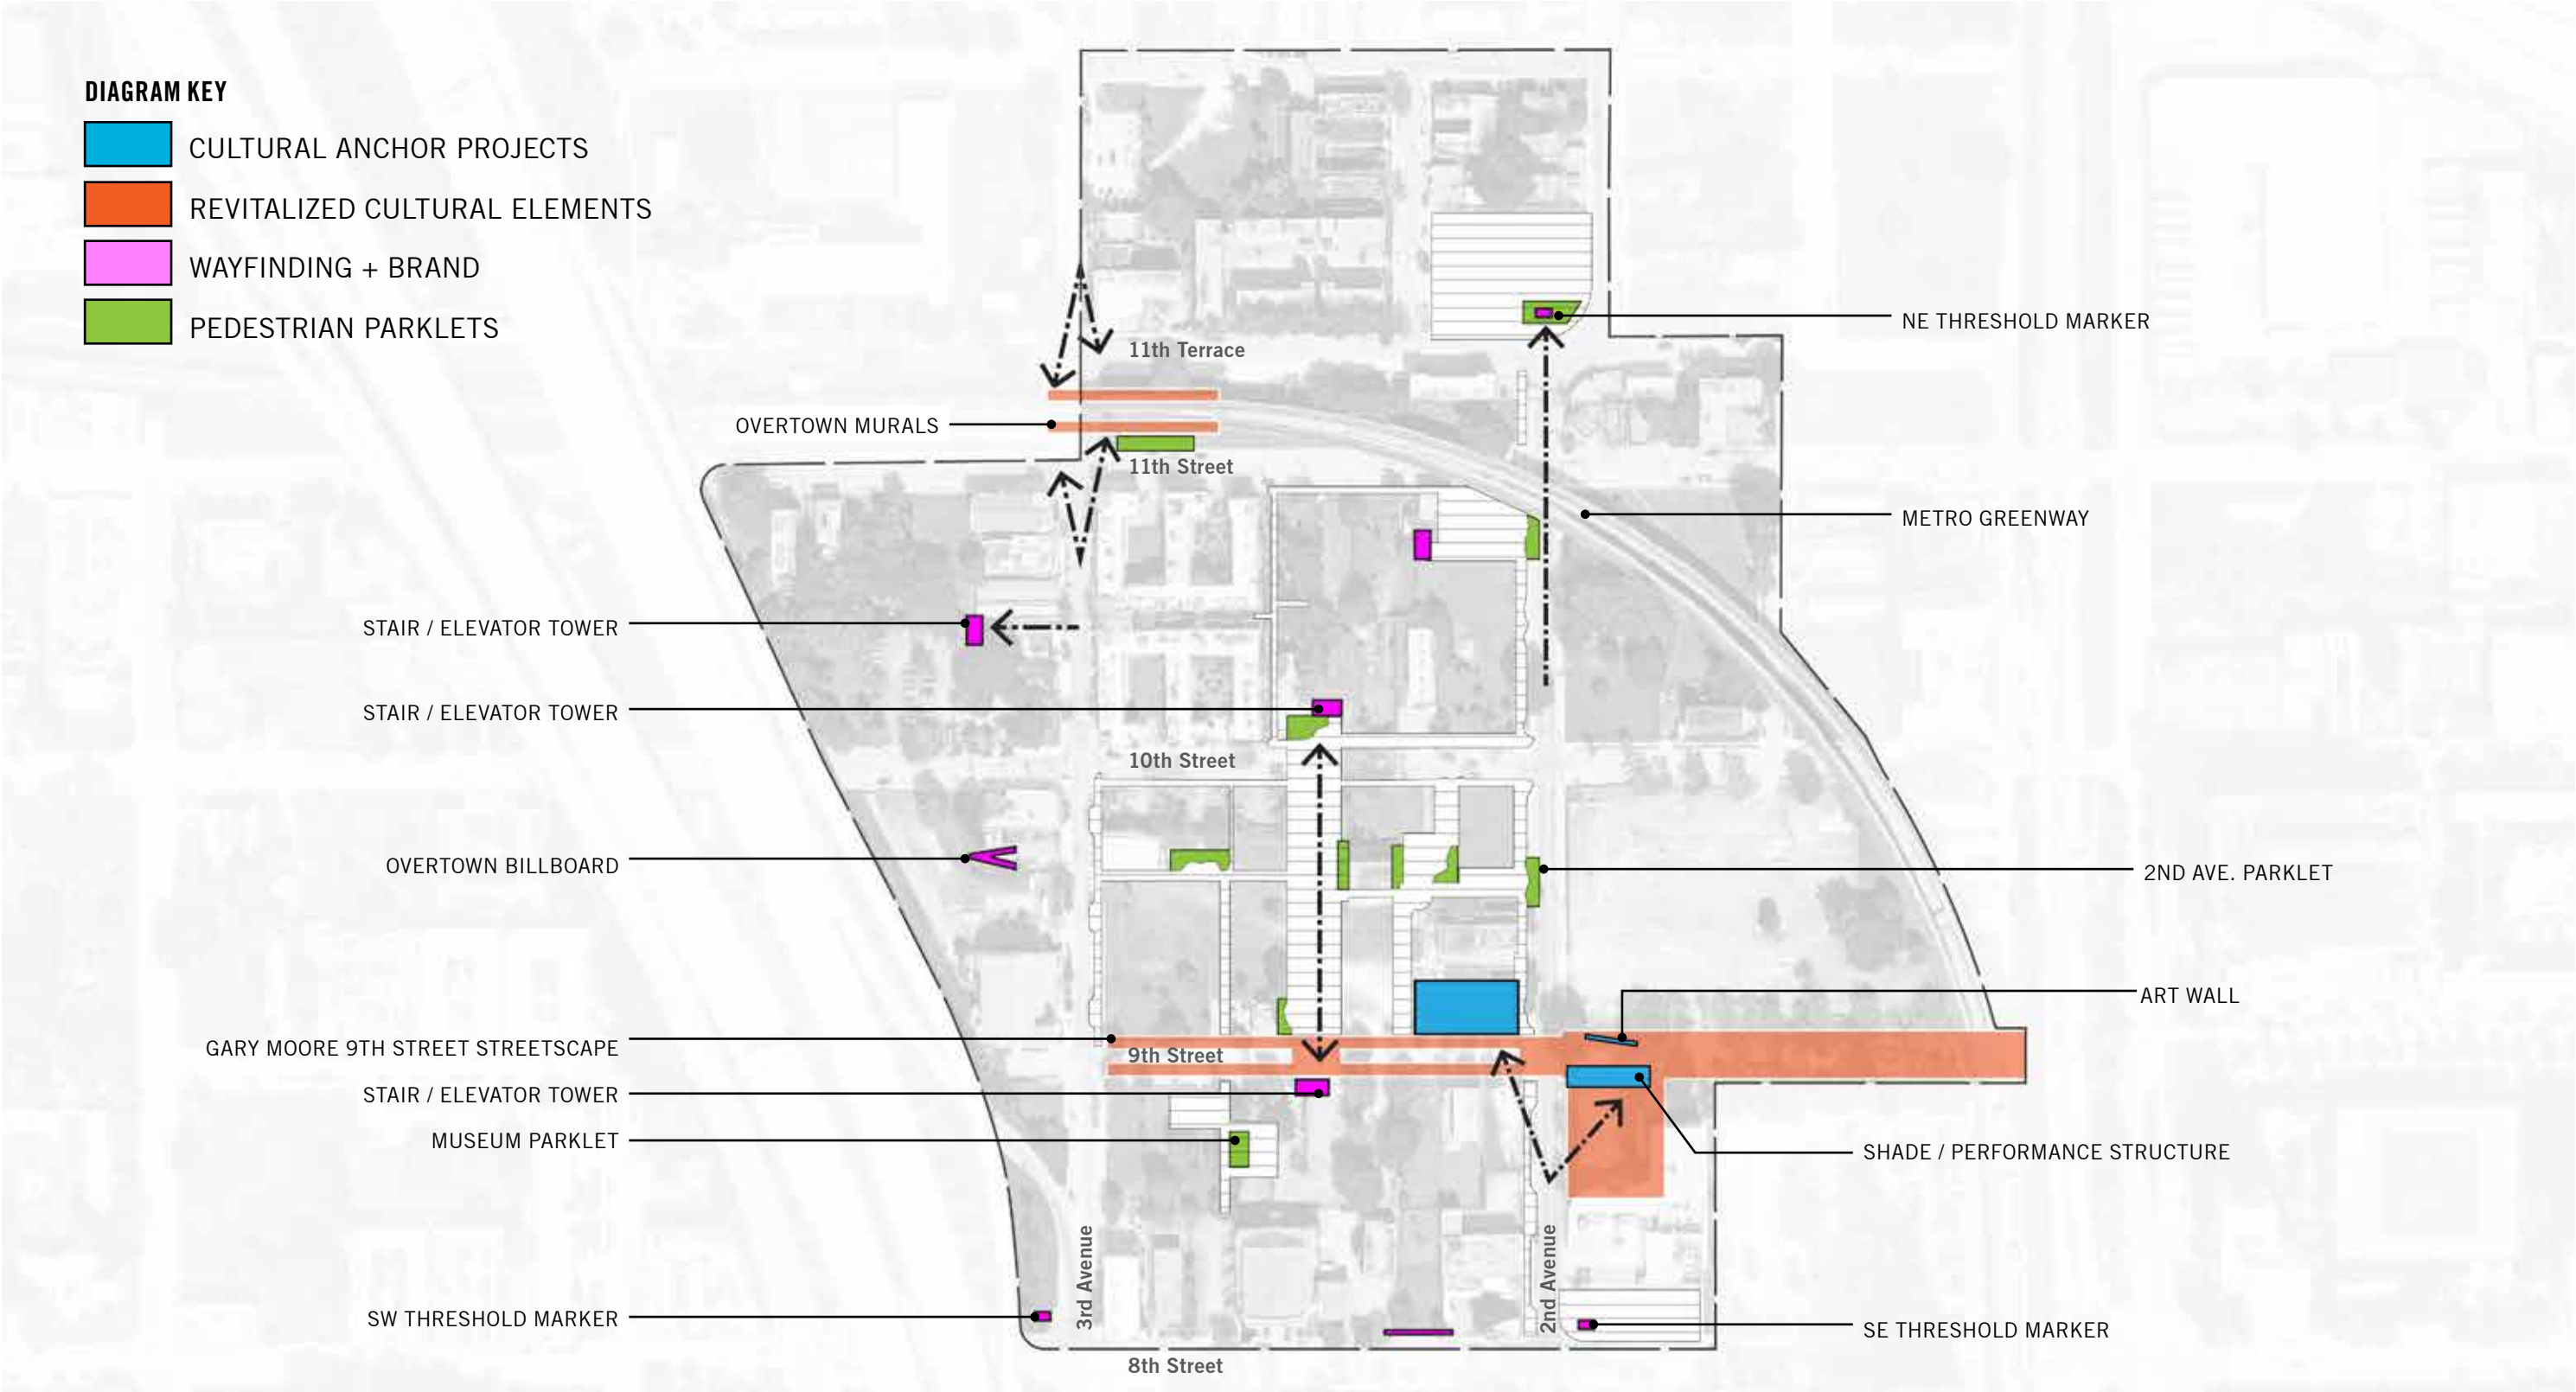 DIAGRAM KEY
CULTURAL ANCHOR PROJECTS
REVITALIZED CULTURAL ELEMENTS
WAYFINDING + BRAND
PEDESTRIAN PARKLETS
NE THRESHOLD MARKER
11th Terrace
OVERTOWN MURALS
11th Street
METRO GREENWAY
STAIR / ELEVATOR TOWER
STAIR / ELEVATOR TOWER
10th Street
OVERTOWN BILLBOARD
2ND AVE. PARKLET
ART WALL
GARY MOORE 9TH STREET STREETSCAPE
9th Street
STAIR / ELEVATOR TOWER
MUSEUM PARKLET
SHADE / PERFORMANCE STRUCTURE
3rd Avenue
2nd Avenue
SW THRESHOLD MARKER
SE THRESHOLD MARKER
8th Street